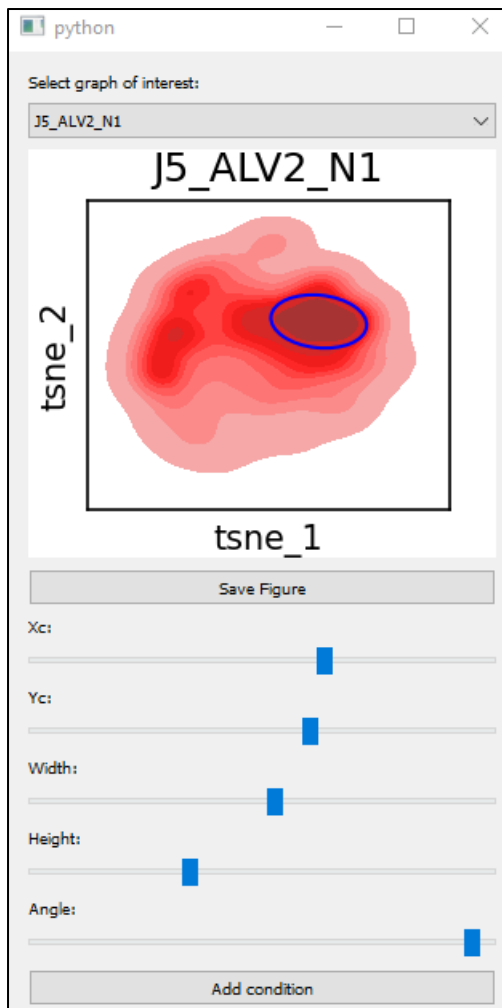 python
Select graph of interest:
J5_ALV2_N1
J5_ALV2_N1
tsne_2
tsne_1
Save Figure
Xc:
Yc:
Width:
Height:
Angle:
Add condition